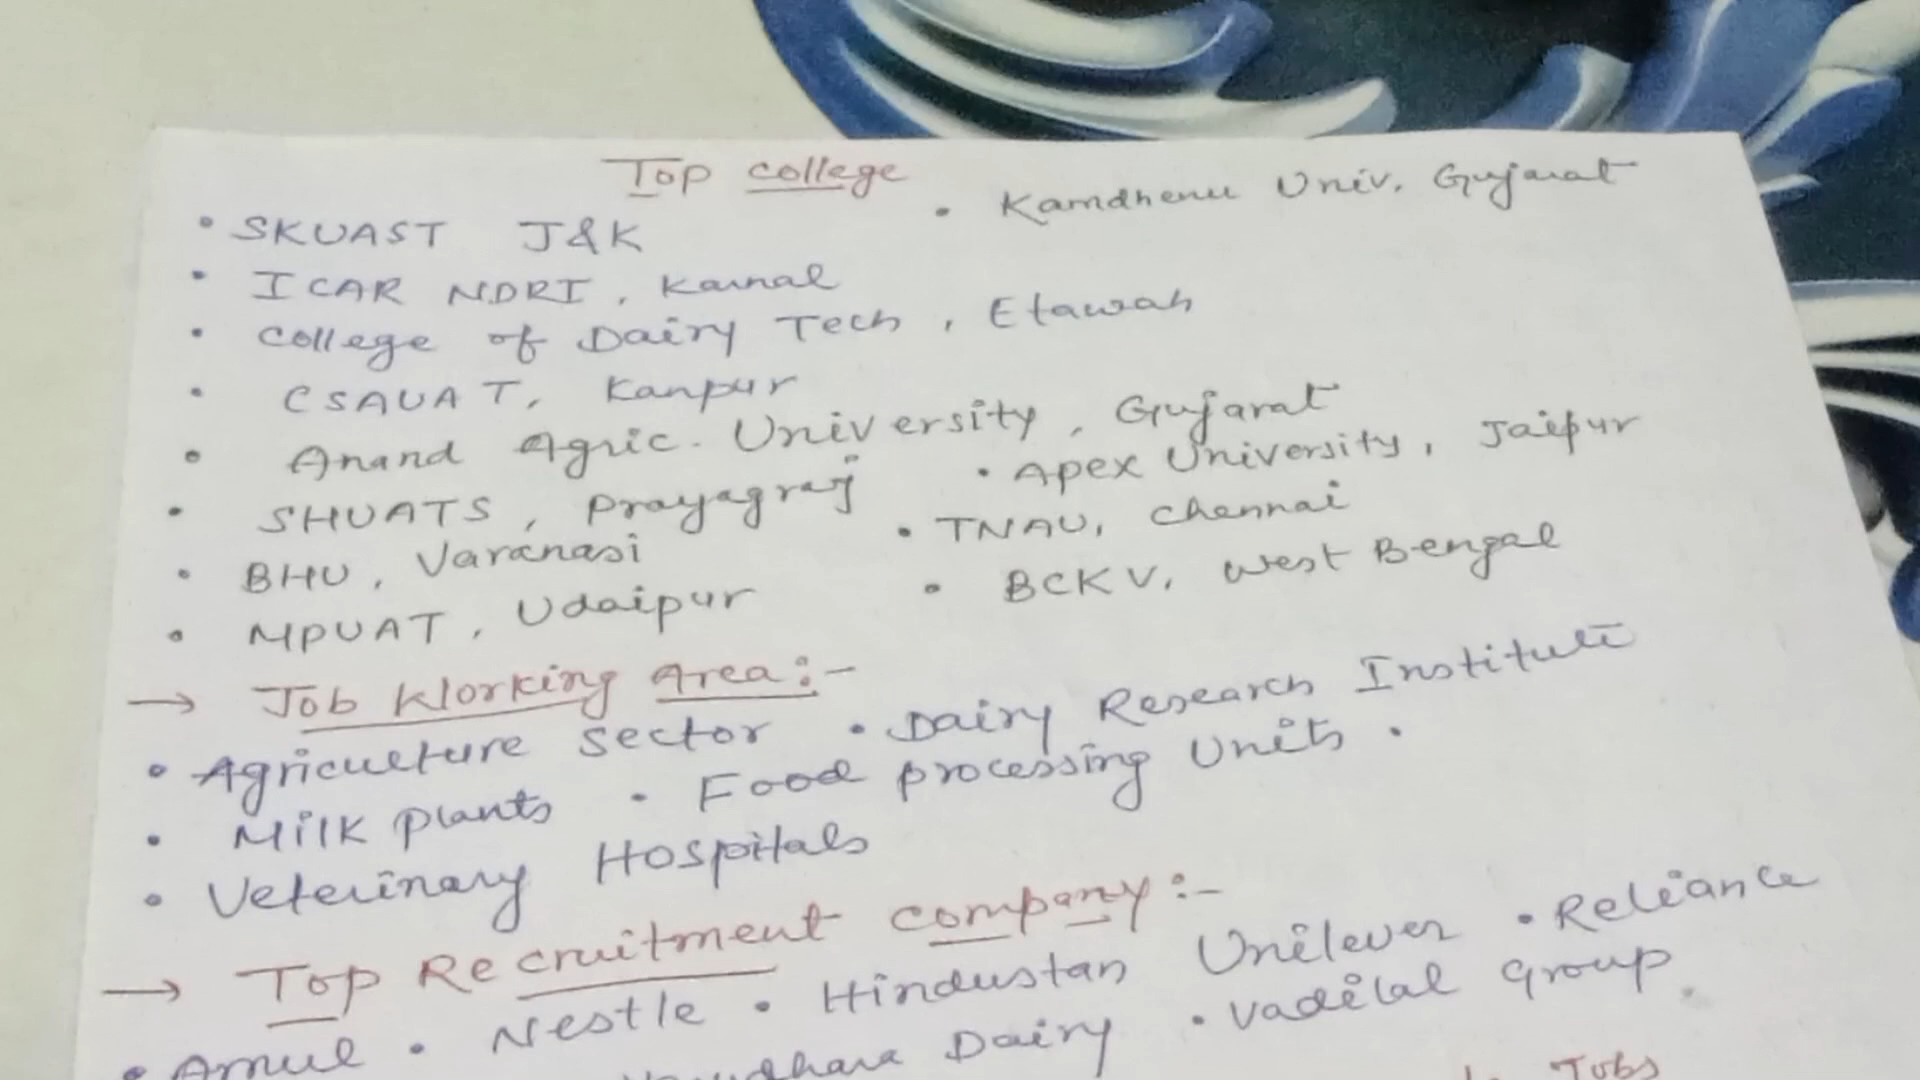 Top college
• SKUAST J&K • Kamdhenu Univ. Gujarat
• ICAR NDRI, Karnal
• College of Dairy Tech, Etawah
• CSAUAT, Kanpur
• Anand Agric. University, Gujarat
• SHUATS, Prayagraj • Apex University, Jaipur
• BHU, Varanasi • TNAU, Chennai
• MPUAT, Udaipur • BCKV, West Bengal
→ Job Working Area:-
• Agriculture Sector • Dairy Research Institute
• Milk plants • Food processing Units •
• Veterinary Hospitals
→ Top Recruitment company:-
• Amul • Nestle • Hindustan Unilever • Reliance
Dairy • Vadilal Group
Jobs